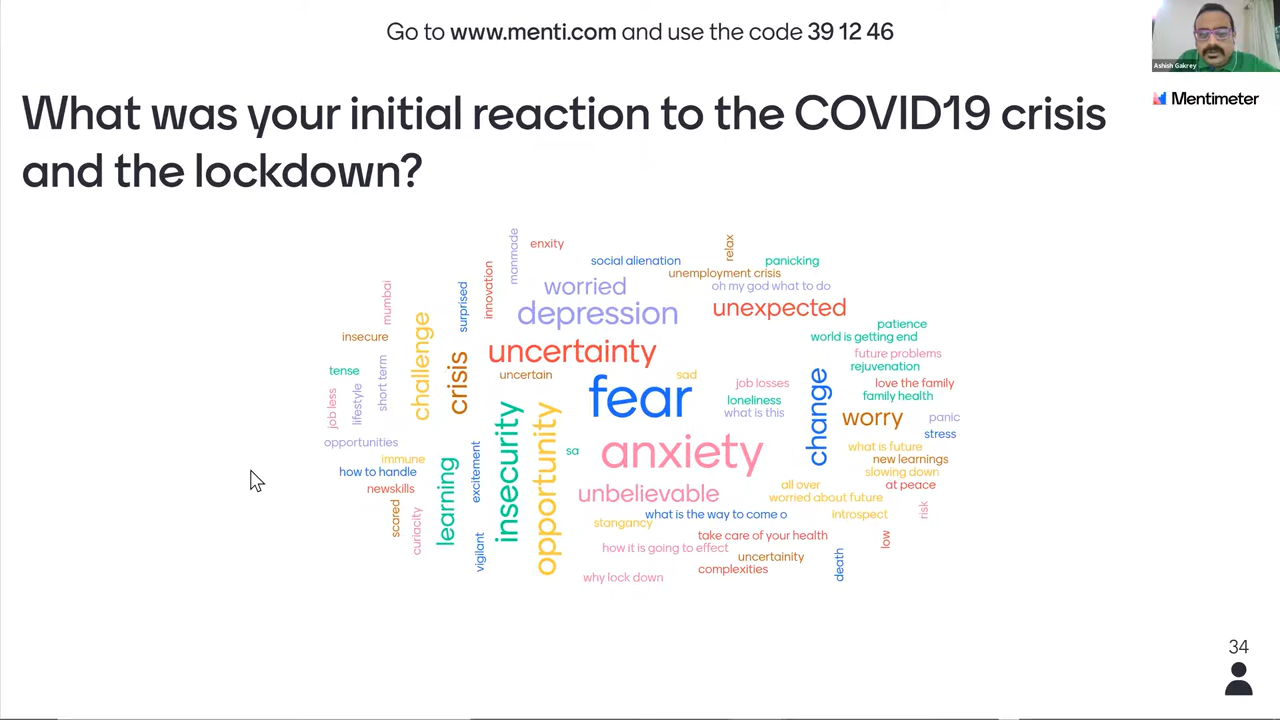 Go to www.menti.com and use the code 39 12 46
Ashish Gakrey
Mentimeter
What was your initial reaction to the COVID19 crisis
and the lockdown?
manmade
enxity
relax
social alienation
panicking
unemployment crisis
mumbai
surprised
innovation
worried
oh my god what to do
depression
unexpected
challenge
insecure
patience
world is getting end
crisis
uncertainty
future problems
rejuvenation
tense
short term
uncertain
fear
sad
job losses
change
love the family
job less
lifestyle
loneliness
family health
what is this
worry
panic
insecurity
opportunity
stress
opportunities
excitement
sa
anxiety
what is future
immune
learning
new learnings
how to handle
slowing down
newskills
unbelievable
all over
at peace
worried about future
scared
curiacity
what is the way to come o
introspect
risk
stangancy
vigilant
take care of your health
low
how it is going to effect
uncertainity
death
complexities
why lock down
34